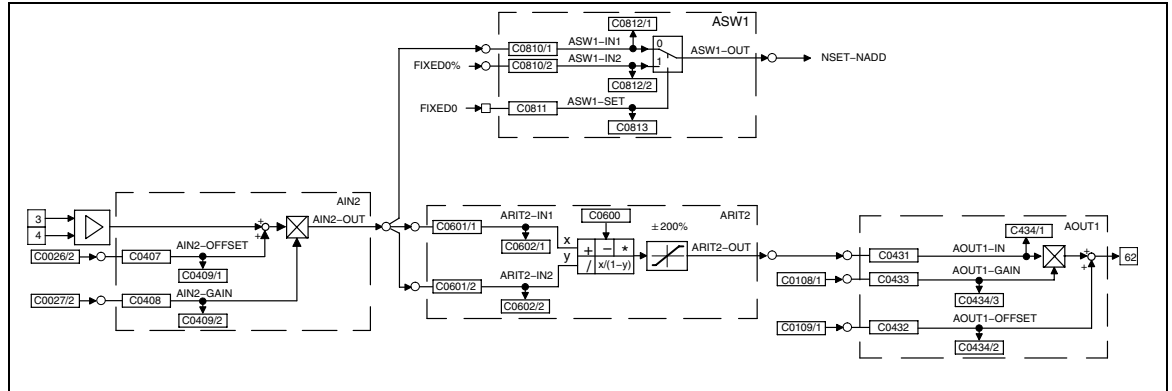 ASW1
C0812/1
C0810/1
ASW1-IN1
0
ASW1-OUT
NSET-NADD
FIXED0%
C0810/2
ASW1-IN2
1
C0812/2
FIXED0
C0811
ASW1-SET
C0813
AIN2
3
4
+
+
AIN2-OUT
C0026/2
C0407
AIN2-OFFSET
C0409/1
C0027/2
C0408
AIN2-GAIN
C0409/2
ARIT2
C0601/1
ARIT2-IN1
C0602/1
C0600
x
y
+ - *
/ x/(1-y)
±200%
ARIT2-OUT
C0601/2
ARIT2-IN2
C0602/2
AOUT1
C434/1
C0431
AOUT1-IN
+
+
62
C0108/1
C0433
AOUT1-GAIN
C0434/3
C0109/1
C0432
AOUT1-OFFSET
C0434/2